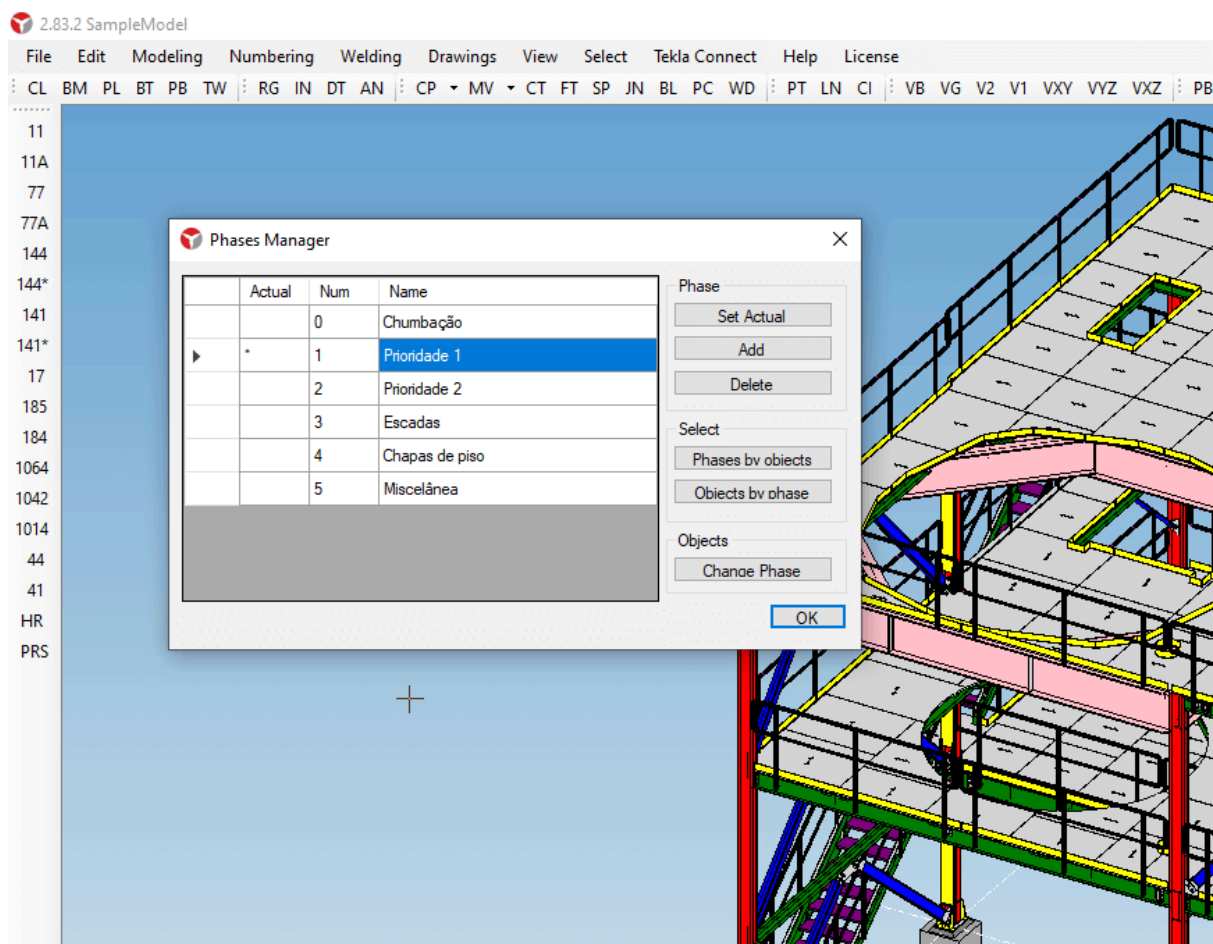 2.83.2 SampleModel
File Edit Modeling Numbering Welding Drawings View Select Tekla Connect Help License
CL BM PL BT PB TW RG IN DT AN CP MV CT FT SP JN BL PC WD PT LN CI VB VG V2 V1 VXY VYZ VXZ PB
11
11A
77
77A
144
144*
141
141*
17
185
184
1064
1042
1014
44
41
HR
PRS
Phases Manager
Actual Num Name
0 Chumbação
* 1 Prioridade 1
2 Prioridade 2
3 Escadas
4 Chapas de piso
5 Miscelânea
Phase
Set Actual
Add
Delete
Select
Phases by objects
Objects by phase
Objects
Change Phase
OK